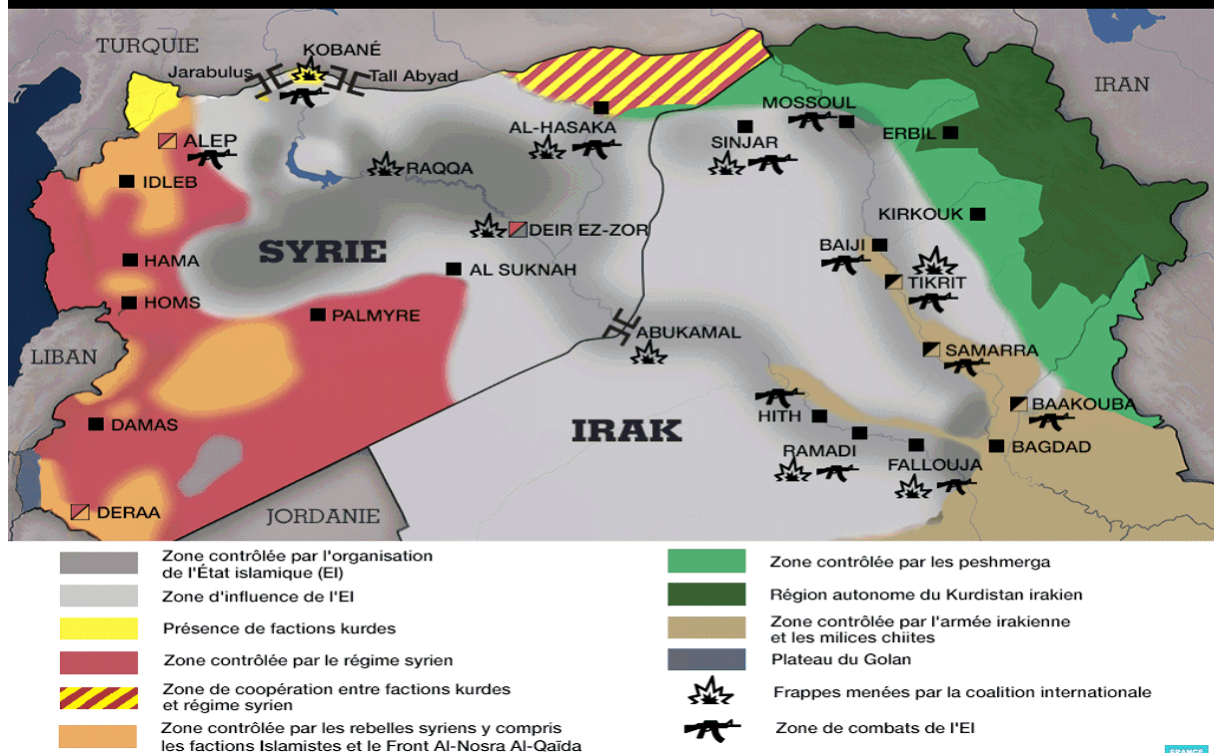 TURQUIE
KOBANÉ
Jarabulus
Tall Abyad
IRAN
MOSSOUL
AL-HASAKA
ERBIL
ALEP
SINJAR
RAQQA
IDLEB
KIRKOUK
DEIR EZ-ZOR
SYRIE
BAIJI
HAMA
AL SUKNAH
TIKRIT
HOMS
PALMYRE
ABUKAMAL
LIBAN
SAMARRA
BAAKOUBA
HITH
DAMAS
IRAK
BAGDAD
RAMADI
FALLOUJA
DERAA
JORDANIE
Zone contrôlée par l'organisation
de l'État islamique (EI)
Zone d'influence de l'EI
Présence de factions kurdes
Zone contrôlée par le régime syrien
Zone de coopération entre factions kurdes
et régime syrien
Zone contrôlée par les rebelles syriens y compris
les factions Islamistes et le Front Al-Nosra Al-Qaïda
Zone contrôlée par les peshmerga
Région autonome du Kurdistan irakien
Zone contrôlée par l'armée irakienne
et les milices chiites
Plateau du Golan
Frappes menées par la coalition internationale
Zone de combats de l'EI
FRANCE